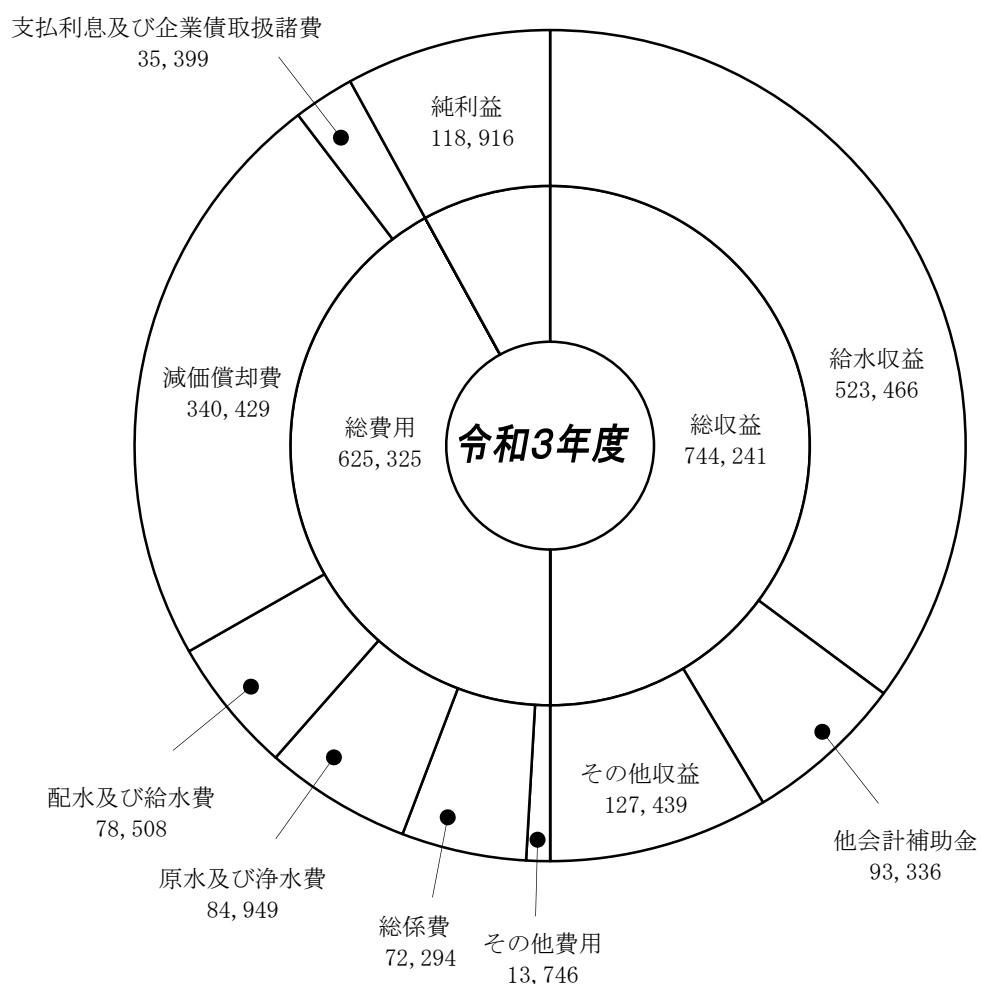 支払利息及び企業債取扱諸費
35,399
純利益
118,916
給水収益
523,466
減価償却費
340,429
総費用
625,325
令和3年度
総収益
744,241
配水及び給水費
78,508
原水及び浄水費
84,949
総係費
72,294
その他費用
13,746
その他収益
127,439
他会計補助金
93,336